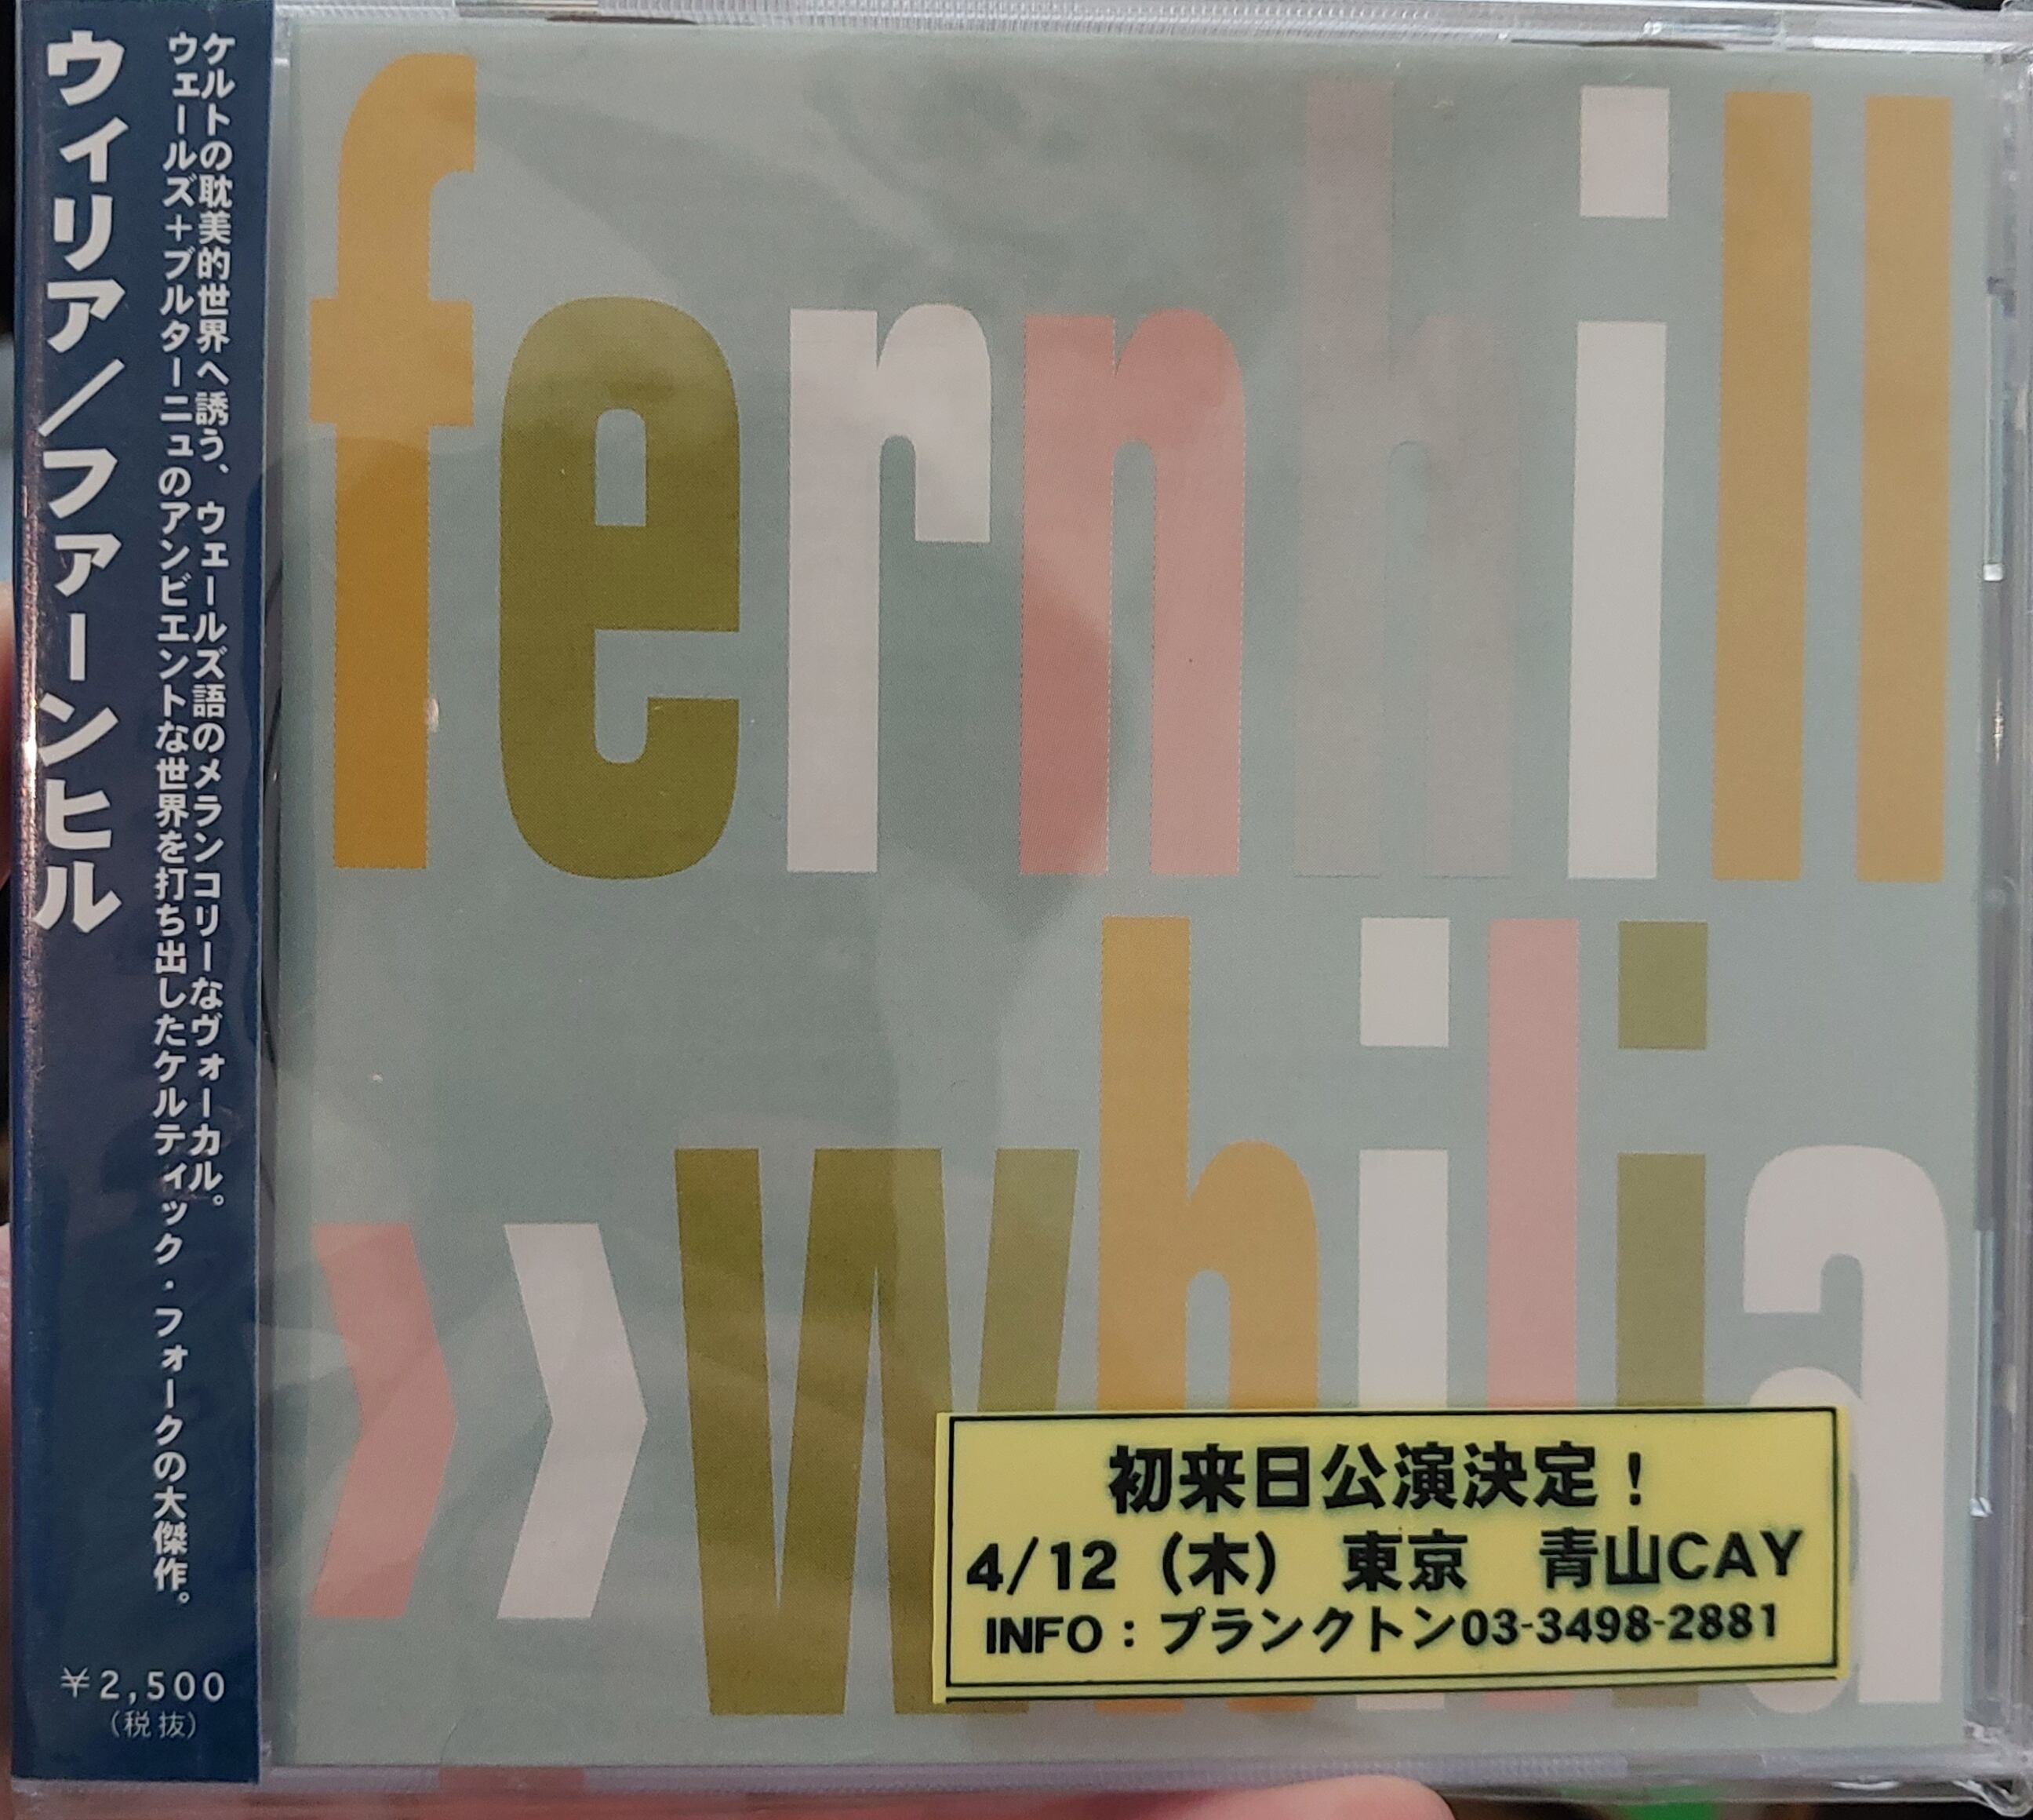 ウィリア／ファーンヒル
ケルトの耽美的世界へ誘う、ウェールズ語のメランコリーなヴォーカル。
ウェールズ＋ブルターニュのアンビエントな世界を打ち出したケルティック・フォークの大傑作。
¥2,500
（税抜）
fernhill
››whilia
初来日公演決定！
4/12（木） 東京 青山CAY
INFO：プランクトン03-3498-2881